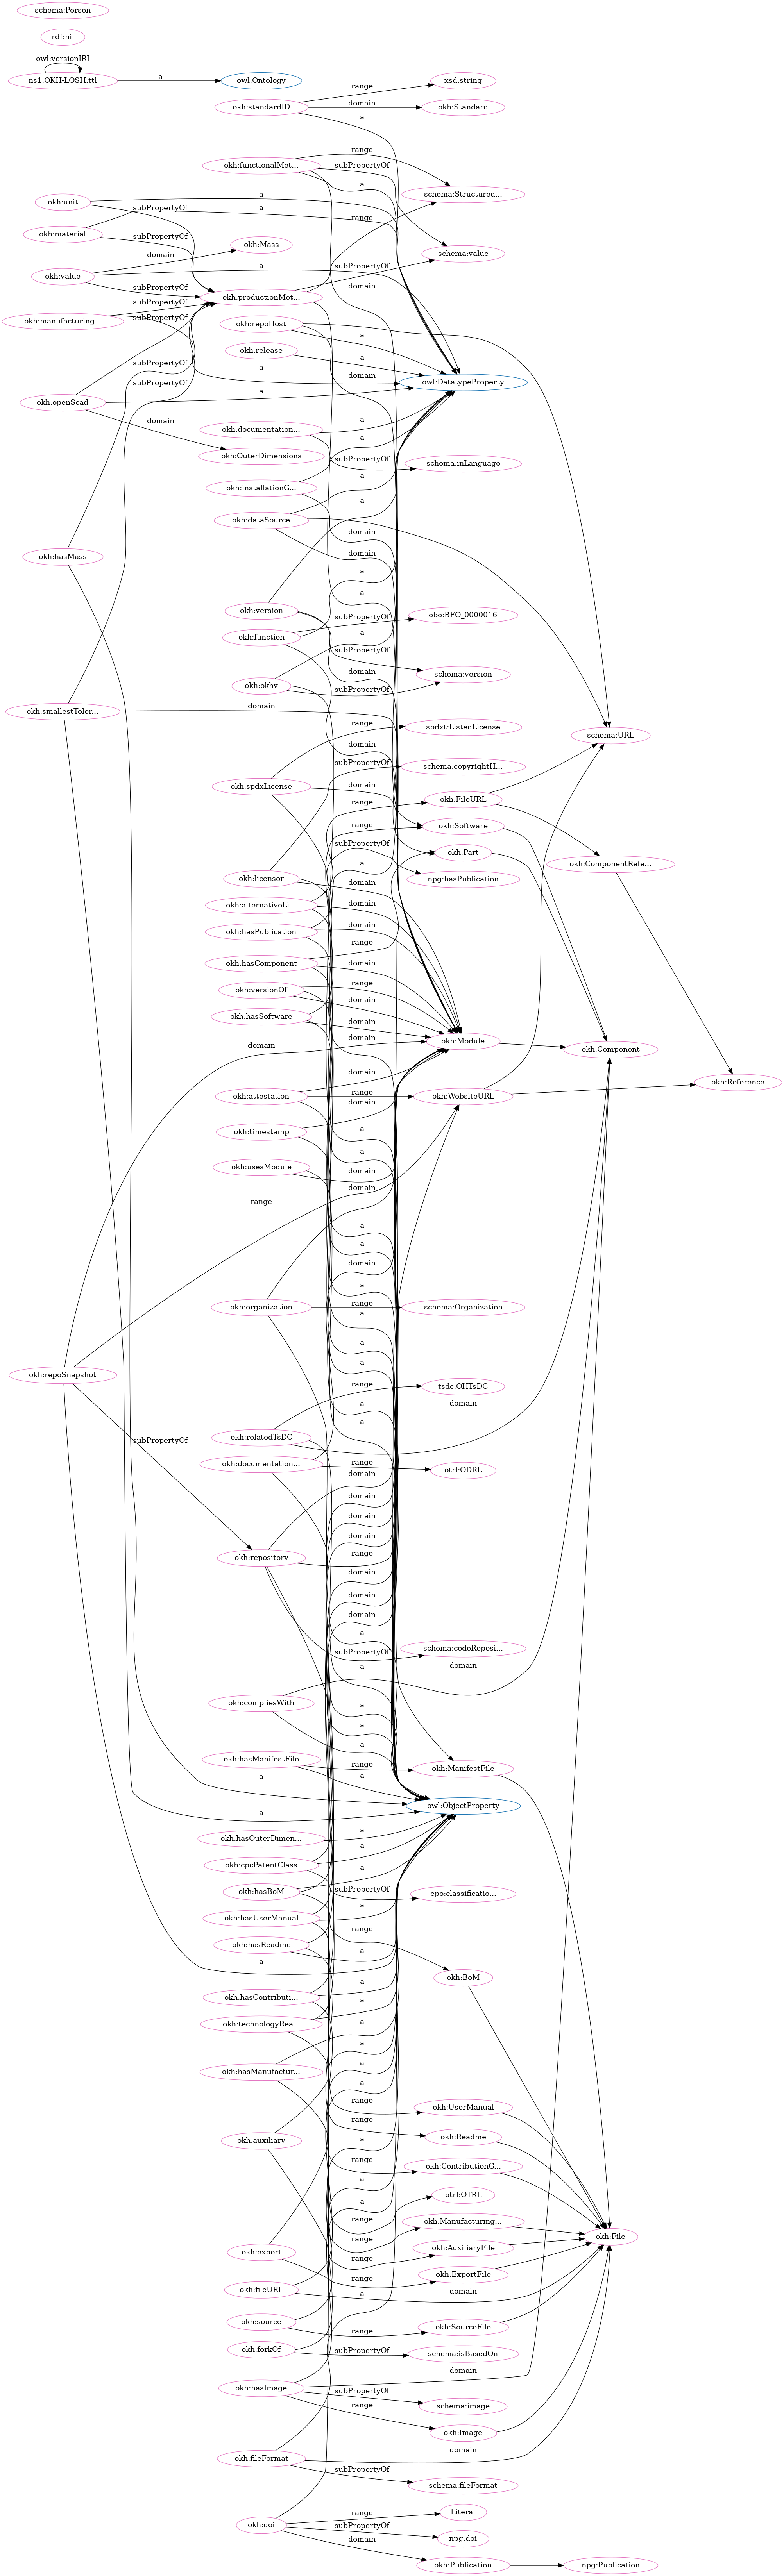 schema:Person
rdf:nil
owl:versionIRI
ns1:OKH-LOSH.ttl
a
owl:Ontology
xsd:string
range
okh:standardID
domain
okh:Standard
a
range
okh:functionalMet...
subPropertyOf
a
schema:Structured...
okh:unit
a
subPropertyOf
a
range
okh:material
subPropertyOf
okh:Mass
domain
schema:value
okh:value
a
subPropertyOf
subPropertyOf
domain
okh:productionMet...
subPropertyOf
okh:manufacturing...
subPropertyOf
okh:repoHost
a
okh:release
a
subPropertyOf
a
domain
owl:DatatypeProperty
subPropertyOf
a
okh:openScad
domain
a
okh:documentation...
a
okh:OuterDimensions
subPropertyOf
schema:inLanguage
a
okh:installationG...
a
okh:dataSource
domain
domain
okh:hasMass
a
okh:version
subPropertyOf
obo:BFO_0000016
a
okh:function
subPropertyOf
domain
schema:version
okh:okhv
subPropertyOf
domain
okh:smallestToler...
range
spdxt:ListedLicense
schema:URL
domain
subPropertyOf
schema:copyrightH...
okh:spdxLicense
domain
range
okh:FileURL
range
okh:Software
subPropertyOf
okh:Part
a
okh:ComponentRefe...
okh:licensor
domain
npg:hasPublication
okh:alternativeLi...
domain
okh:hasPublication
domain
range
okh:hasComponent
domain
range
okh:versionOf
domain
okh:hasSoftware
domain
domain
okh:Module
domain
okh:Component
domain
okh:Reference
okh:attestation
range
okh:WebsiteURL
domain
okh:timestamp
a
a
okh:usesModule
domain
domain
range
a
a
domain
a
okh:organization
range
schema:Organization
a
a
a
okh:repoSnapshot
range
tsdc:OHTsDC
a
domain
a
okh:relatedTsDC
subPropertyOf
okh:documentation...
range
otrl:ODRL
domain
domain
domain
domain
okh:repository
range
domain
domain
domain
a
subPropertyOf
schema:codeReposi...
a
domain
okh:compliesWith
a
a
a
okh:hasManifestFile
range
okh:ManifestFile
a
a
owl:ObjectProperty
a
okh:hasOuterDimen...
a
okh:cpcPatentClass
a
a
okh:hasBoM
subPropertyOf
epo:classificatio...
okh:hasUserManual
a
range
okh:hasReadme
a
a
okh:BoM
okh:hasContributi...
a
okh:technologyRea...
a
a
okh:hasManufactur...
a
a
a
range
okh:UserManual
range
okh:auxiliary
a
okh:Readme
range
okh:ContributionG...
a
otrl:OTRL
a
range
okh:Manufacturing...
okh:File
range
okh:AuxiliaryFile
okh:export
range
range
okh:ExportFile
okh:fileURL
a
domain
okh:source
range
okh:SourceFile
okh:forkOf
subPropertyOf
schema:isBasedOn
domain
okh:hasImage
subPropertyOf
schema:image
range
okh:Image
domain
okh:fileFormat
subPropertyOf
schema:fileFormat
range
Literal
okh:doi
subPropertyOf
npg:doi
domain
okh:Publication
npg:Publication